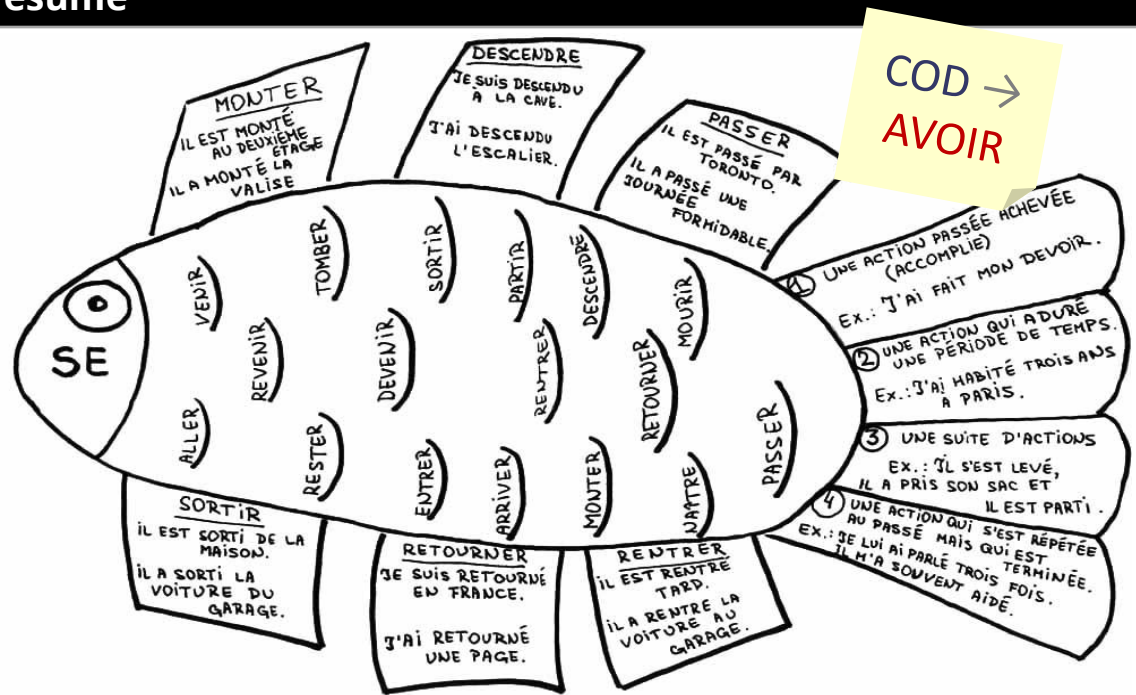 ésumé
COD →
AVOIR
MONTER
IL EST MONTÉ
AU DEUXIÈME
ÉTAGE
IL A MONTÉ LA
VALISE
DESCENDRE
JE SUIS DESCENDU
À LA CAVE.
J'AI DESCENDU
L'ESCALIER.
PASSER
IL EST PASSÉ PAR
TORONTO.
IL A PASSÉ UNE
JOURNÉE
FORMIDABLE.
SE
VENIR
TOMBER
SORTIR
PARTIR
DESCENDRE
MOURIR
REVENIR
DEVENIR
RENTRER
RETOURNER
ALLER
RESTER
ENTRER
ARRIVER
MONTER
NAITRE
PASSER
1 UNE ACTION PASSÉE ACHEVÉE
(ACCOMPLIE)
EX.: J'AI FAIT MON DEVOIR.
2 UNE ACTION QUI A DURÉ
UNE PÉRIODE DE TEMPS.
EX.: J'AI HABITÉ TROIS ANS
A PARIS.
3 UNE SUITE D'ACTIONS
EX.: IL S'EST LEVÉ,
IL A PRIS SON SAC ET
IL EST PARTI.
4 UNE ACTION QUI S'EST RÉPÉTÉE
AU PASSÉ MAIS QUI EST
TERMINÉE.
EX.: JE LUI AI PARLÉ TROIS FOIS.
IL M'A SOUVENT AIDÉ.
SORTIR
IL EST SORTI DE LA
MAISON.
IL A SORTI LA
VOITURE DU
GARAGE.
RETOURNER
JE SUIS RETOURNÉ
EN FRANCE.
J'AI RETOURNÉ
UNE PAGE.
RENTRER
IL EST RENTRÉ
TARD.
IL A RENTRE LA
VOITURE AU
GARAGE.